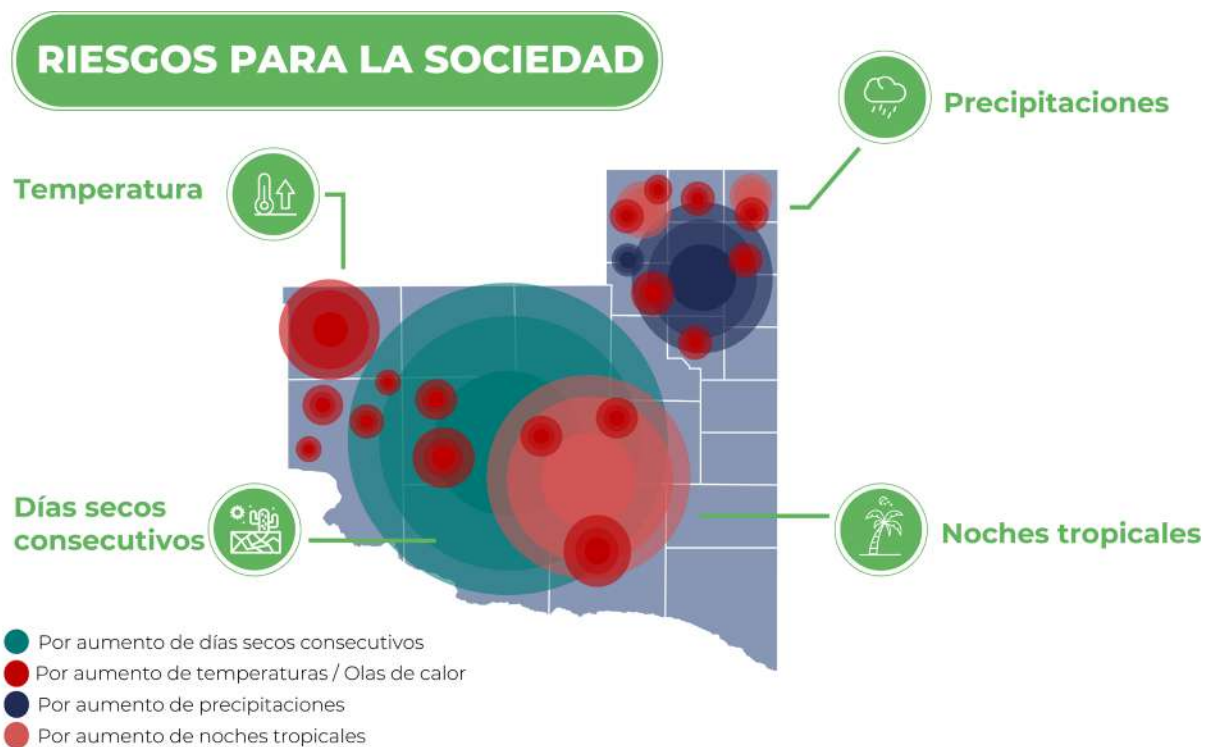 RIESGOS PARA LA SOCIEDAD
Precipitaciones
Temperatura
Días secos
consecutivos
Noches tropicales
Por aumento de días secos consecutivos
Por aumento de temperaturas / Olas de calor
Por aumento de precipitaciones
Por aumento de noches tropicales